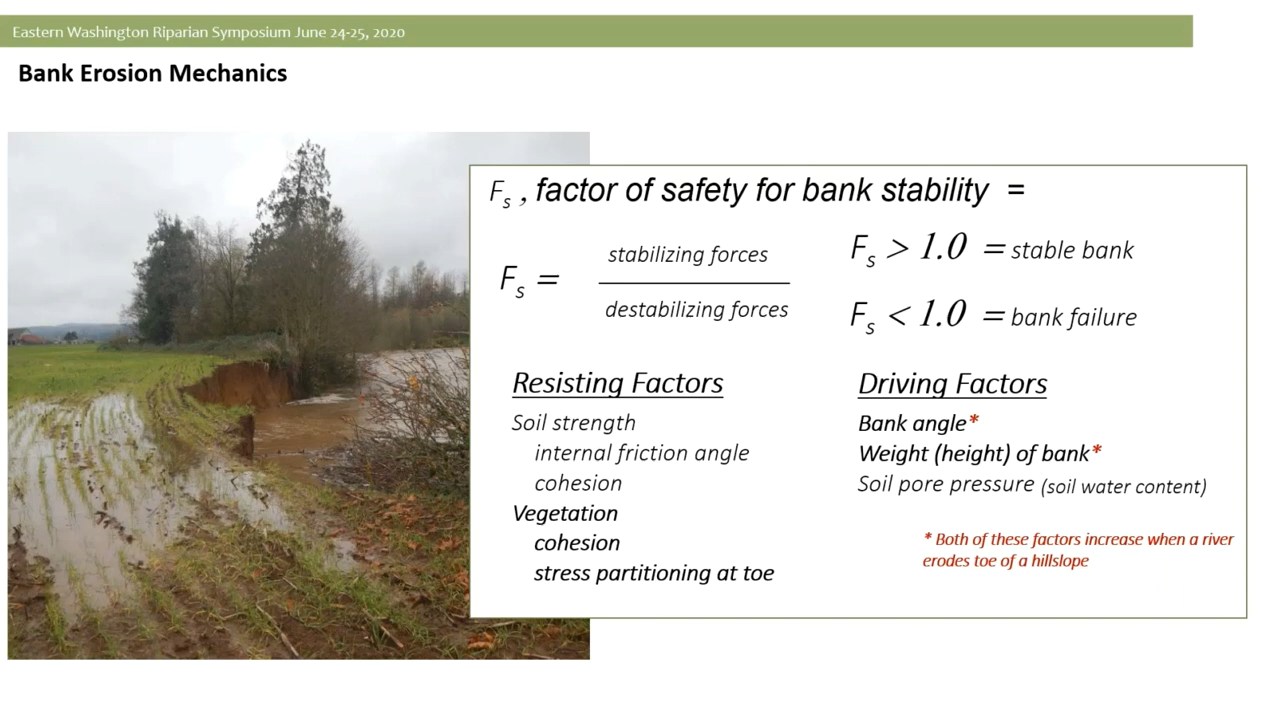 Eastern Washington Riparian Symposium June 24-25, 2020
Bank Erosion Mechanics
Fs , factor of safety for bank stability =
Fs =
stabilizing forces
destabilizing forces
Fs > 1.0 = stable bank
Fs < 1.0 = bank failure
Resisting Factors
Soil strength
internal friction angle
cohesion
Vegetation
cohesion
stress partitioning at toe
Driving Factors
Bank angle*
Weight (height) of bank*
Soil pore pressure (soil water content)
* Both of these factors increase when a river
erodes toe of a hillslope